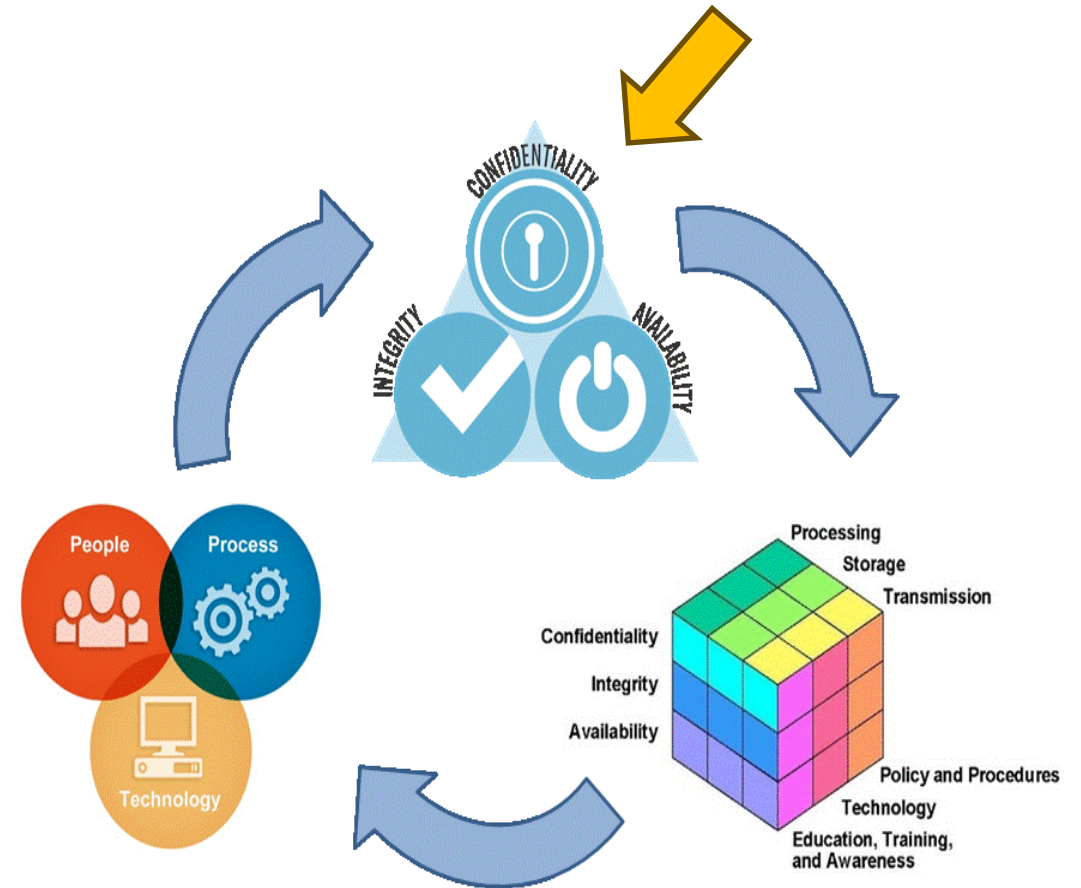 CONFIDENTIALITY
INTEGRITY
AVAILABILITY
People
Process
Technology
Processing
Storage
Transmission
Confidentiality
Integrity
Availability
Policy and Procedures
Technology
Education, Training,
and Awareness